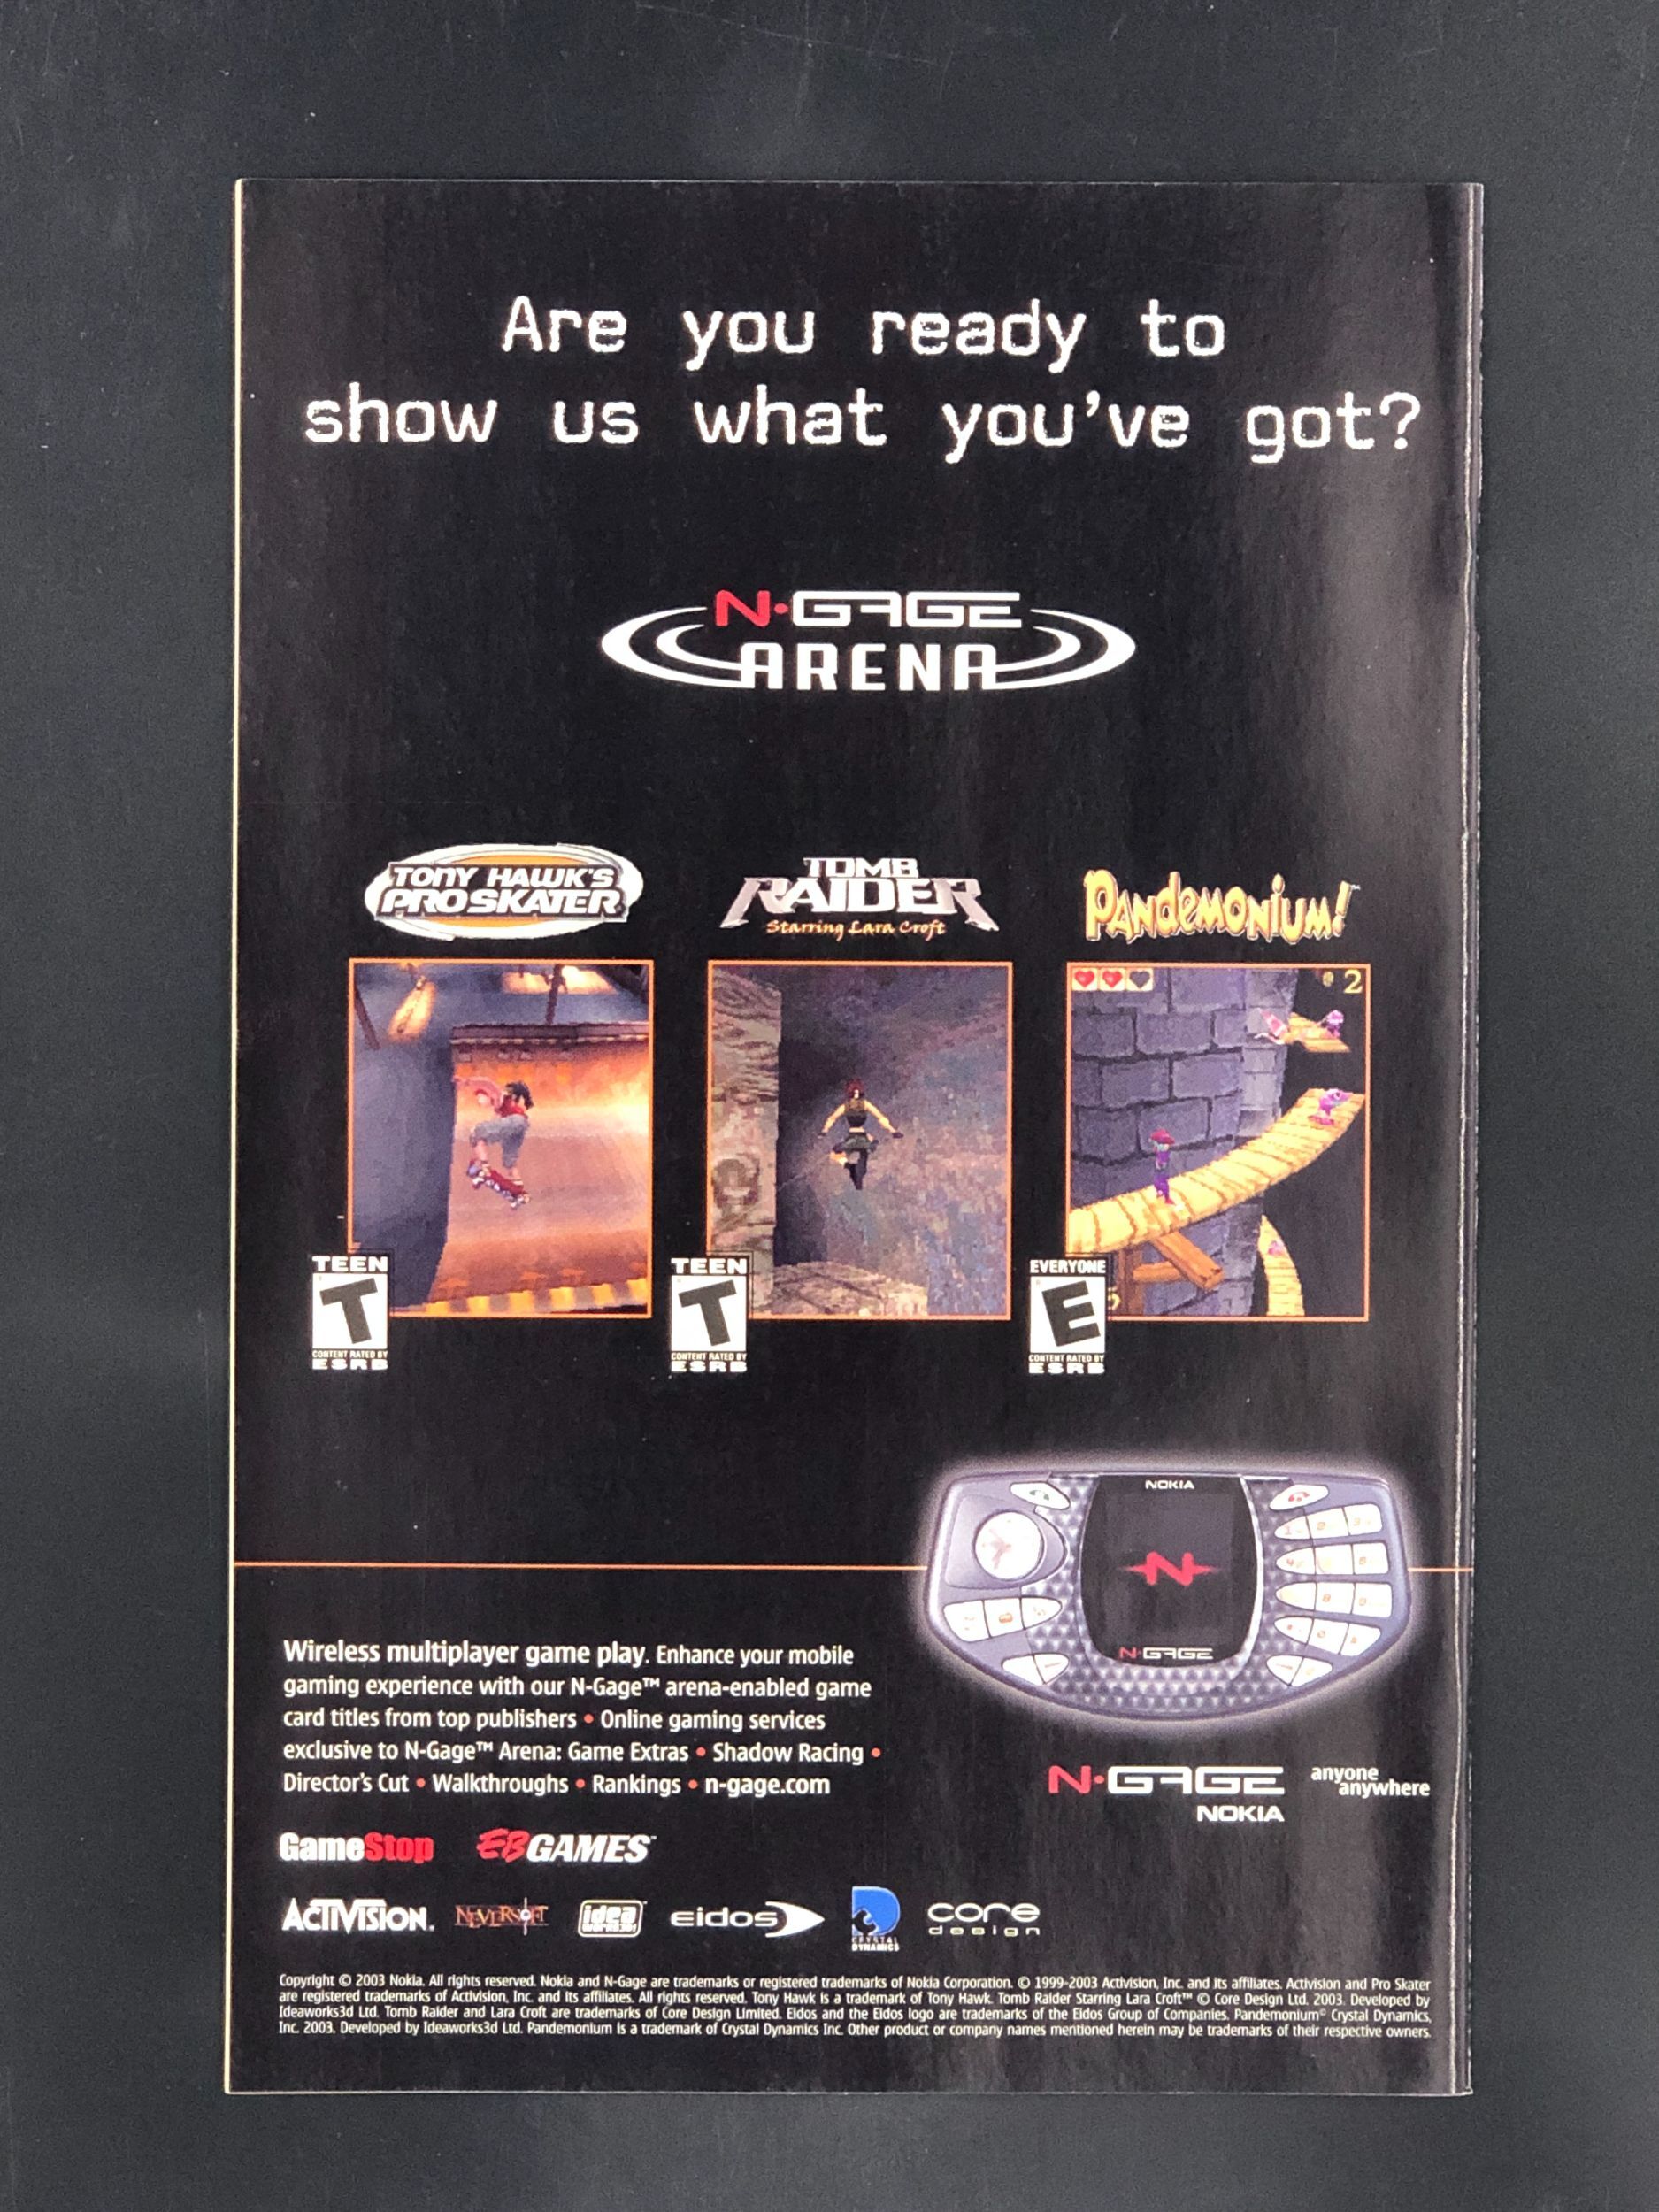 Are you ready to
show us what you've got?
N·GAGE
ARENA
TONY HAWK'S
PRO SKATER
TOMB
RAIDER
Starring Lara Croft
PANDEMONIUM!™
2
TEEN
T
CONTENT RATED BY
ESRB
TEEN
T
CONTENT RATED BY
ESRB
EVERYONE
E
CONTENT RATED BY
ESRB
NOKIA
N
N·GAGE
Wireless multiplayer game play. Enhance your mobile
gaming experience with our N-Gage™ arena-enabled game
card titles from top publishers • Online gaming services
exclusive to N-Gage™ Arena: Game Extras • Shadow Racing •
Director's Cut • Walkthroughs • Rankings • n-gage.com
N·GAGE
NOKIA
anyone
anywhere
GameStop EBGAMES™
ACTIVISION. NEVERSOFT idea eidos CRYSTAL DYNAMICS core design
Copyright © 2003 Nokia. All rights reserved. Nokia and N-Gage are trademarks or registered trademarks of Nokia Corporation. © 1999-2003 Activision, Inc. and its affiliates. Activision and Pro Skater
are registered trademarks of Activision, Inc. and its affiliates. All rights reserved. Tony Hawk is a trademark of Tony Hawk. Tomb Raider Starring Lara Croft™ © Core Design Ltd. 2003. Developed by
Ideaworks3d Ltd. Tomb Raider and Lara Croft are trademarks of Core Design Limited. Eidos and the Eidos logo are trademarks of the Eidos Group of Companies. Pandemonium© Crystal Dynamics,
Inc. 2003. Developed by Ideaworks3d Ltd. Pandemonium is a trademark of Crystal Dynamics Inc. Other product or company names mentioned herein may be trademarks of their respective owners.